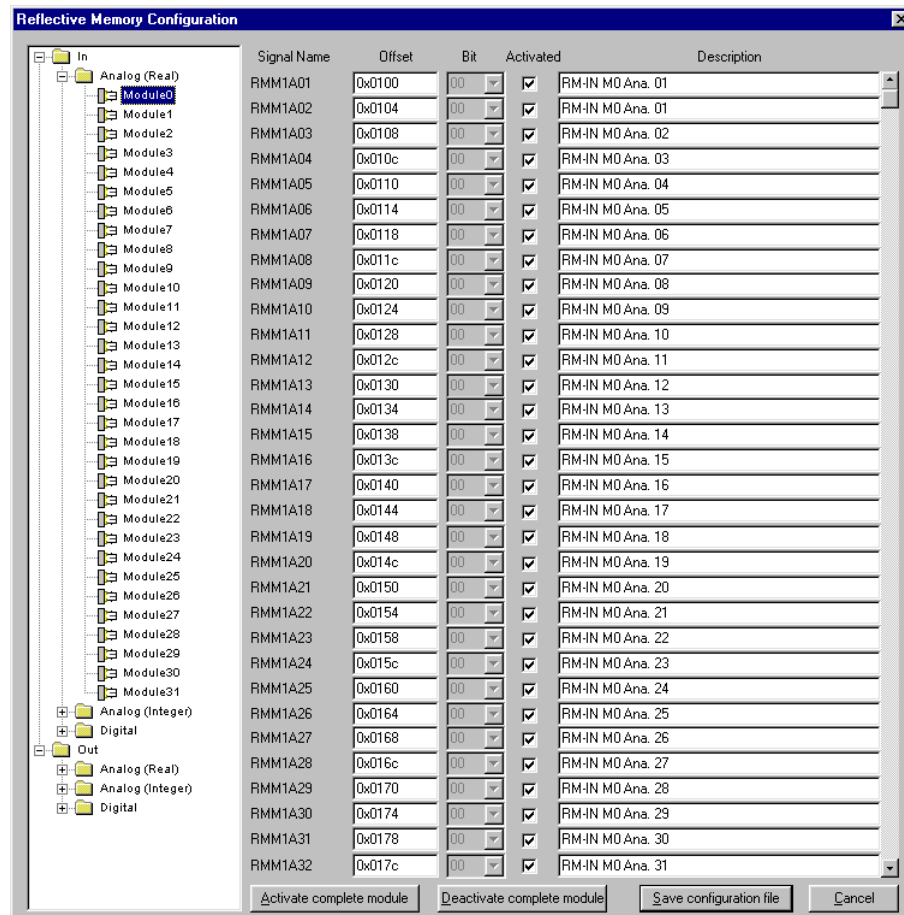 Reflective Memory Configuration
In
Analog (Real)
Module0
Module1
Module2
Module3
Module4
Module5
Module6
Module7
Module8
Module9
Module10
Module11
Module12
Module13
Module14
Module15
Module16
Module17
Module18
Module19
Module20
Module21
Module22
Module23
Module24
Module25
Module26
Module27
Module28
Module29
Module30
Module31
Analog (Integer)
Digital
Out
Analog (Real)
Analog (Integer)
Digital
Signal Name Offset Bit Activated Description
RMM1A01 0x0100 00 RM-IN M0 Ana. 01
RMM1A02 0x0104 00 RM-IN M0 Ana. 01
RMM1A03 0x0108 00 RM-IN M0 Ana. 02
RMM1A04 0x010c 00 RM-IN M0 Ana. 03
RMM1A05 0x0110 00 RM-IN M0 Ana. 04
RMM1A06 0x0114 00 RM-IN M0 Ana. 05
RMM1A07 0x0118 00 RM-IN M0 Ana. 06
RMM1A08 0x011c 00 RM-IN M0 Ana. 07
RMM1A09 0x0120 00 RM-IN M0 Ana. 08
RMM1A10 0x0124 00 RM-IN M0 Ana. 09
RMM1A11 0x0128 00 RM-IN M0 Ana. 10
RMM1A12 0x012c 00 RM-IN M0 Ana. 11
RMM1A13 0x0130 00 RM-IN M0 Ana. 12
RMM1A14 0x0134 00 RM-IN M0 Ana. 13
RMM1A15 0x0138 00 RM-IN M0 Ana. 14
RMM1A16 0x013c 00 RM-IN M0 Ana. 15
RMM1A17 0x0140 00 RM-IN M0 Ana. 16
RMM1A18 0x0144 00 RM-IN M0 Ana. 17
RMM1A19 0x0148 00 RM-IN M0 Ana. 18
RMM1A20 0x014c 00 RM-IN M0 Ana. 19
RMM1A21 0x0150 00 RM-IN M0 Ana. 20
RMM1A22 0x0154 00 RM-IN M0 Ana. 21
RMM1A23 0x0158 00 RM-IN M0 Ana. 22
RMM1A24 0x015c 00 RM-IN M0 Ana. 23
RMM1A25 0x0160 00 RM-IN M0 Ana. 24
RMM1A26 0x0164 00 RM-IN M0 Ana. 25
RMM1A27 0x0168 00 RM-IN M0 Ana. 26
RMM1A28 0x016c 00 RM-IN M0 Ana. 27
RMM1A29 0x0170 00 RM-IN M0 Ana. 28
RMM1A30 0x0174 00 RM-IN M0 Ana. 29
RMM1A31 0x0178 00 RM-IN M0 Ana. 30
RMM1A32 0x017c 00 RM-IN M0 Ana. 31
Activate complete module Deactivate complete module Save configuration file Cancel